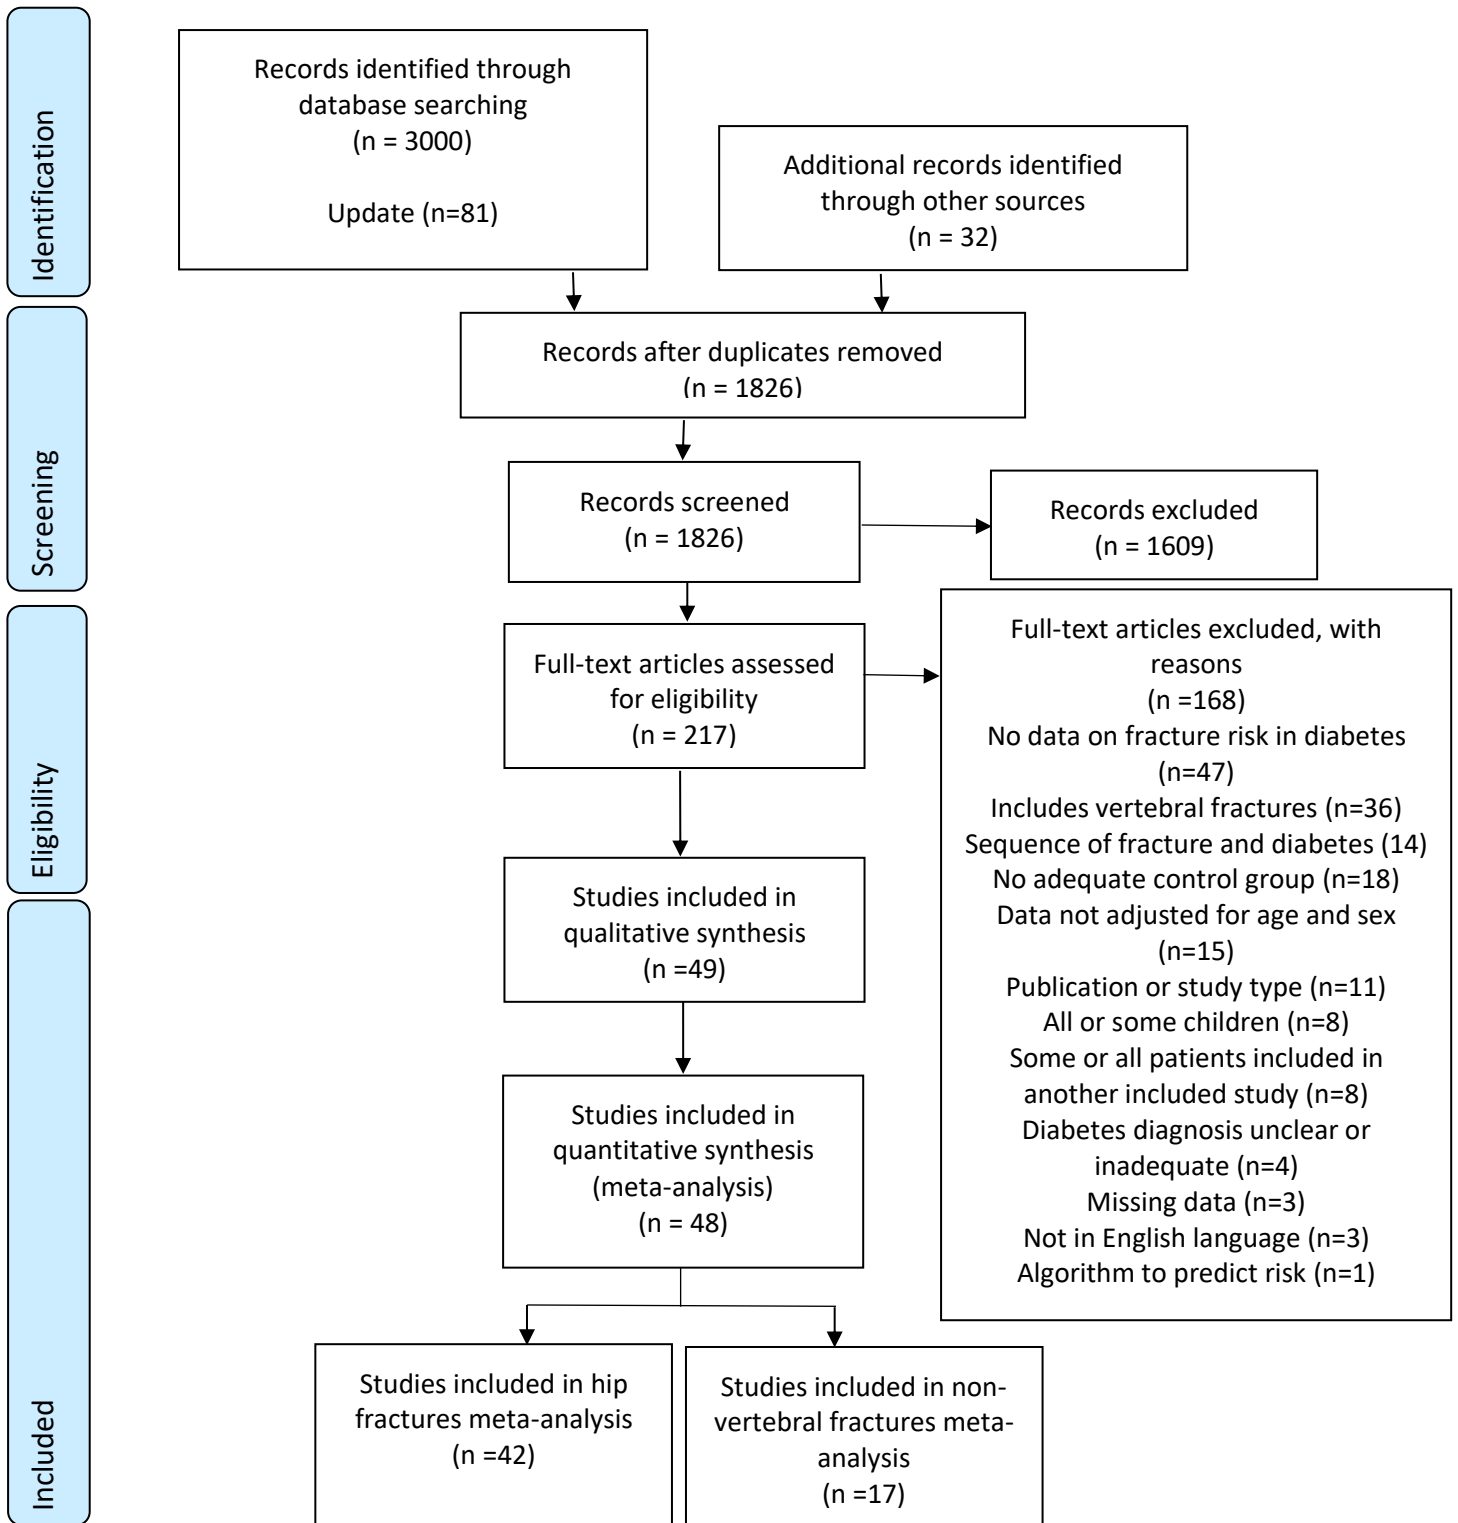 Identification
Records identified through
database searching
(n = 3000)
Update (n=81)
Additional records identified
through other sources
(n = 32)
Records after duplicates removed
(n = 1826)
Screening
Records screened
(n = 1826)
Records excluded
(n = 1609)
Eligibility
Full-text articles assessed
for eligibility
(n = 217)
Full-text articles excluded, with
reasons
(n =168)
No data on fracture risk in diabetes
(n=47)
Includes vertebral fractures (n=36)
Sequence of fracture and diabetes (14)
No adequate control group (n=18)
Data not adjusted for age and sex
(n=15)
Publication or study type (n=11)
All or some children (n=8)
Some or all patients included in
another included study (n=8)
Diabetes diagnosis unclear or
inadequate (n=4)
Missing data (n=3)
Not in English language (n=3)
Algorithm to predict risk (n=1)
Included
Studies included in
qualitative synthesis
(n =49)
Studies included in
quantitative synthesis
(meta-analysis)
(n = 48)
Studies included in hip
fractures meta-analysis
(n =42)
Studies included in non-
vertebral fractures meta-
analysis
(n =17)